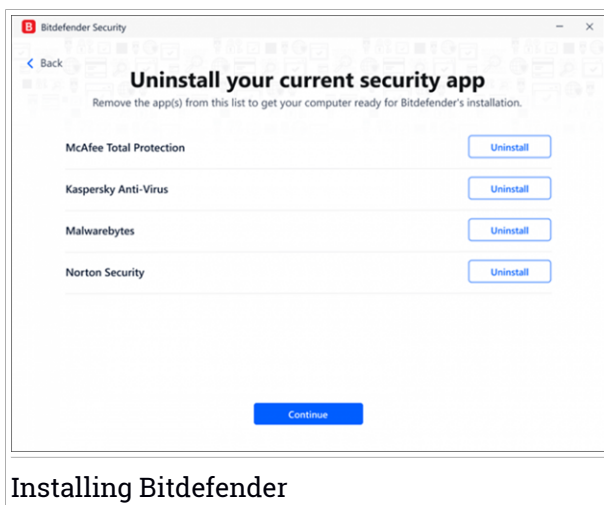 B Bitdefender Security
Back
Uninstall your current security app
Remove the app(s) from this list to get your computer ready for Bitdefender's installation.
McAfee Total Protection Uninstall
Kaspersky Anti-Virus Uninstall
Malwarebytes Uninstall
Norton Security Uninstall
Continue
Installing Bitdefender